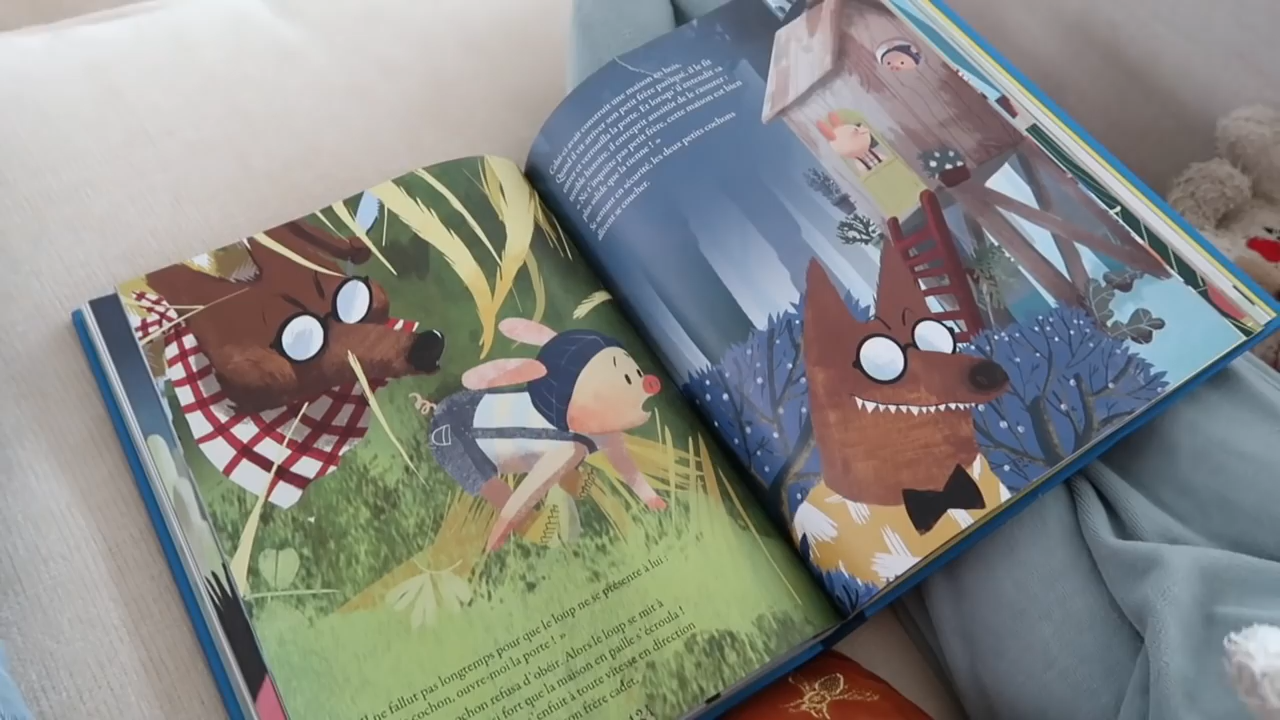 Il ne fallut pas longtemps pour que le loup ne se présente à lui :
cochon, ouvre-moi la porte ! »
cochon refusa d'obéir. Alors le loup se mit à
si fort que la maison en paille s'écroula !
s'enfuit à toute vitesse en direction
son frère cadet.
124
Celui-ci avait construit une maison en bois.
Quand il vit arriver son petit frère paniqué, il le fit
entrer et verrouilla la porte. Et lorsqu'il entendit sa
terrible histoire, il entreprit aussitôt de le rassurer :
« Ne t'inquiète pas petit frère, cette maison est bien
plus solide que la tienne ! »
Se sentant en sécurité, les deux petits cochons
allèrent se coucher.